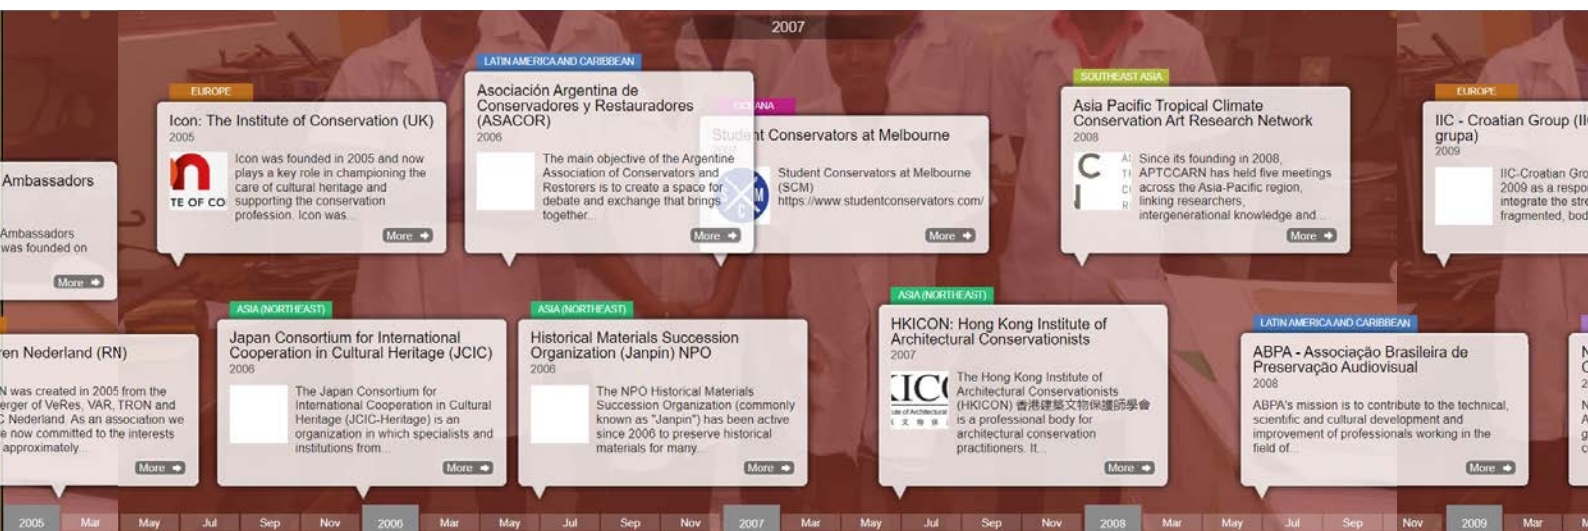 2007
Ambassadors
Ambassadors
was founded on
More
EUROPE
Icon: The Institute of Conservation (UK)
2005
TE OF CO
Icon was founded in 2005 and now
plays a key role in championing the
care of cultural heritage and
supporting the conservation
profession. Icon was...
More
LATIN AMERICA AND CARIBBEAN
Asociación Argentina de
Conservadores y Restauradores
(ASACOR)
2006
The main objective of the Argentine
Association of Conservators and
Restorers is to create a space for
debate and exchange that brings
together...
More
Student Conservators at Melbourne
Student Conservators at Melbourne
(SCM)
https://www.studentconservators.com/
More
SOUTHEAST ASIA
Asia Pacific Tropical Climate
Conservation Art Research Network
2008
Since its founding in 2008,
APTCCARN has held five meetings
across the Asia-Pacific region,
linking researchers,
intergenerational knowledge and...
More
EUROPE
IIC - Croatian Group (II
grupa)
2009
IIC-Croatian Gro
2009 as a respo
integrate the stre
fragmented, bod
ren Nederland (RN)
N was created in 2005 from the
erger of VeRes, VAR, TRON and
C Nederland. As an association we
e now committed to the interests
approximately...
More
ASIA (NORTHEAST)
Japan Consortium for International
Cooperation in Cultural Heritage (JCIC)
2006
The Japan Consortium for
International Cooperation in Cultural
Heritage (JCIC-Heritage) is an
organization in which specialists and
institutions from...
More
ASIA (NORTHEAST)
Historical Materials Succession
Organization (Janpin) NPO
2006
The NPO Historical Materials
Succession Organization (commonly
known as "Janpin") has been active
since 2006 to preserve historical
materials for many...
More
ASIA (NORTHEAST)
HKICON: Hong Kong Institute of
Architectural Conservationists
2007
The Hong Kong Institute of
Architectural Conservationists
(HKICON) 香港建築文物保護師學會
is a professional body for
architectural conservation
practitioners. It...
More
LATIN AMERICA AND CARIBBEAN
ABPA - Associação Brasileira de
Preservação Audiovisual
2008
ABPA's mission is to contribute to the technical,
scientific and cultural development and
improvement of professionals working in the
field of...
More
2005 Mar May Jul Sep Nov 2006 Mar May Jul Sep Nov 2007 Mar May Jul Sep Nov 2008 Mar May Jul Sep Nov 2009 Mar